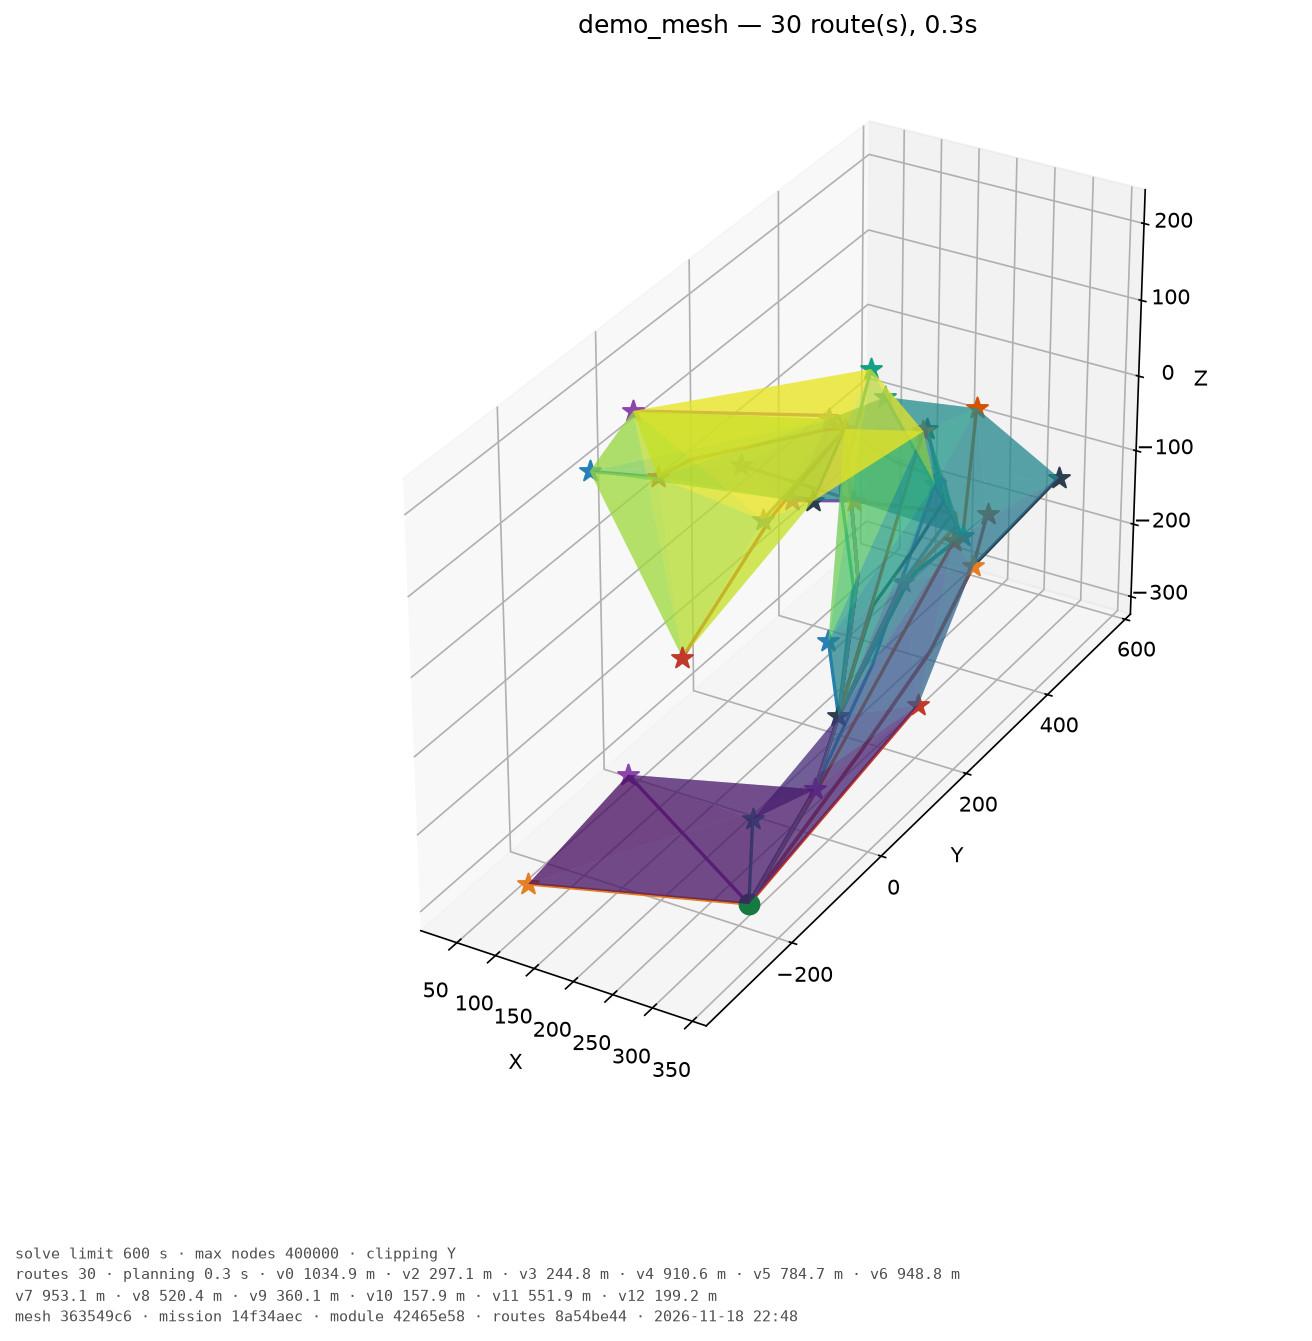 demo_mesh — 30 route(s), 0.3s
200
100
0
Z
−100
−200
−300
600
400
200
Y
0
−200
50
100
150
200
250
300
350
X
solve limit 600 s · max nodes 400000 · clipping Y
routes 30 · planning 0.3 s · v0 1034.9 m · v2 297.1 m · v3 244.8 m · v4 910.6 m · v5 784.7 m · v6 948.8 m
v7 953.1 m · v8 520.4 m · v9 360.1 m · v10 157.9 m · v11 551.9 m · v12 199.2 m
mesh 363549c6 · mission 14f34aec · module 42465e58 · routes 8a54be44 · 2026-11-18 22:48